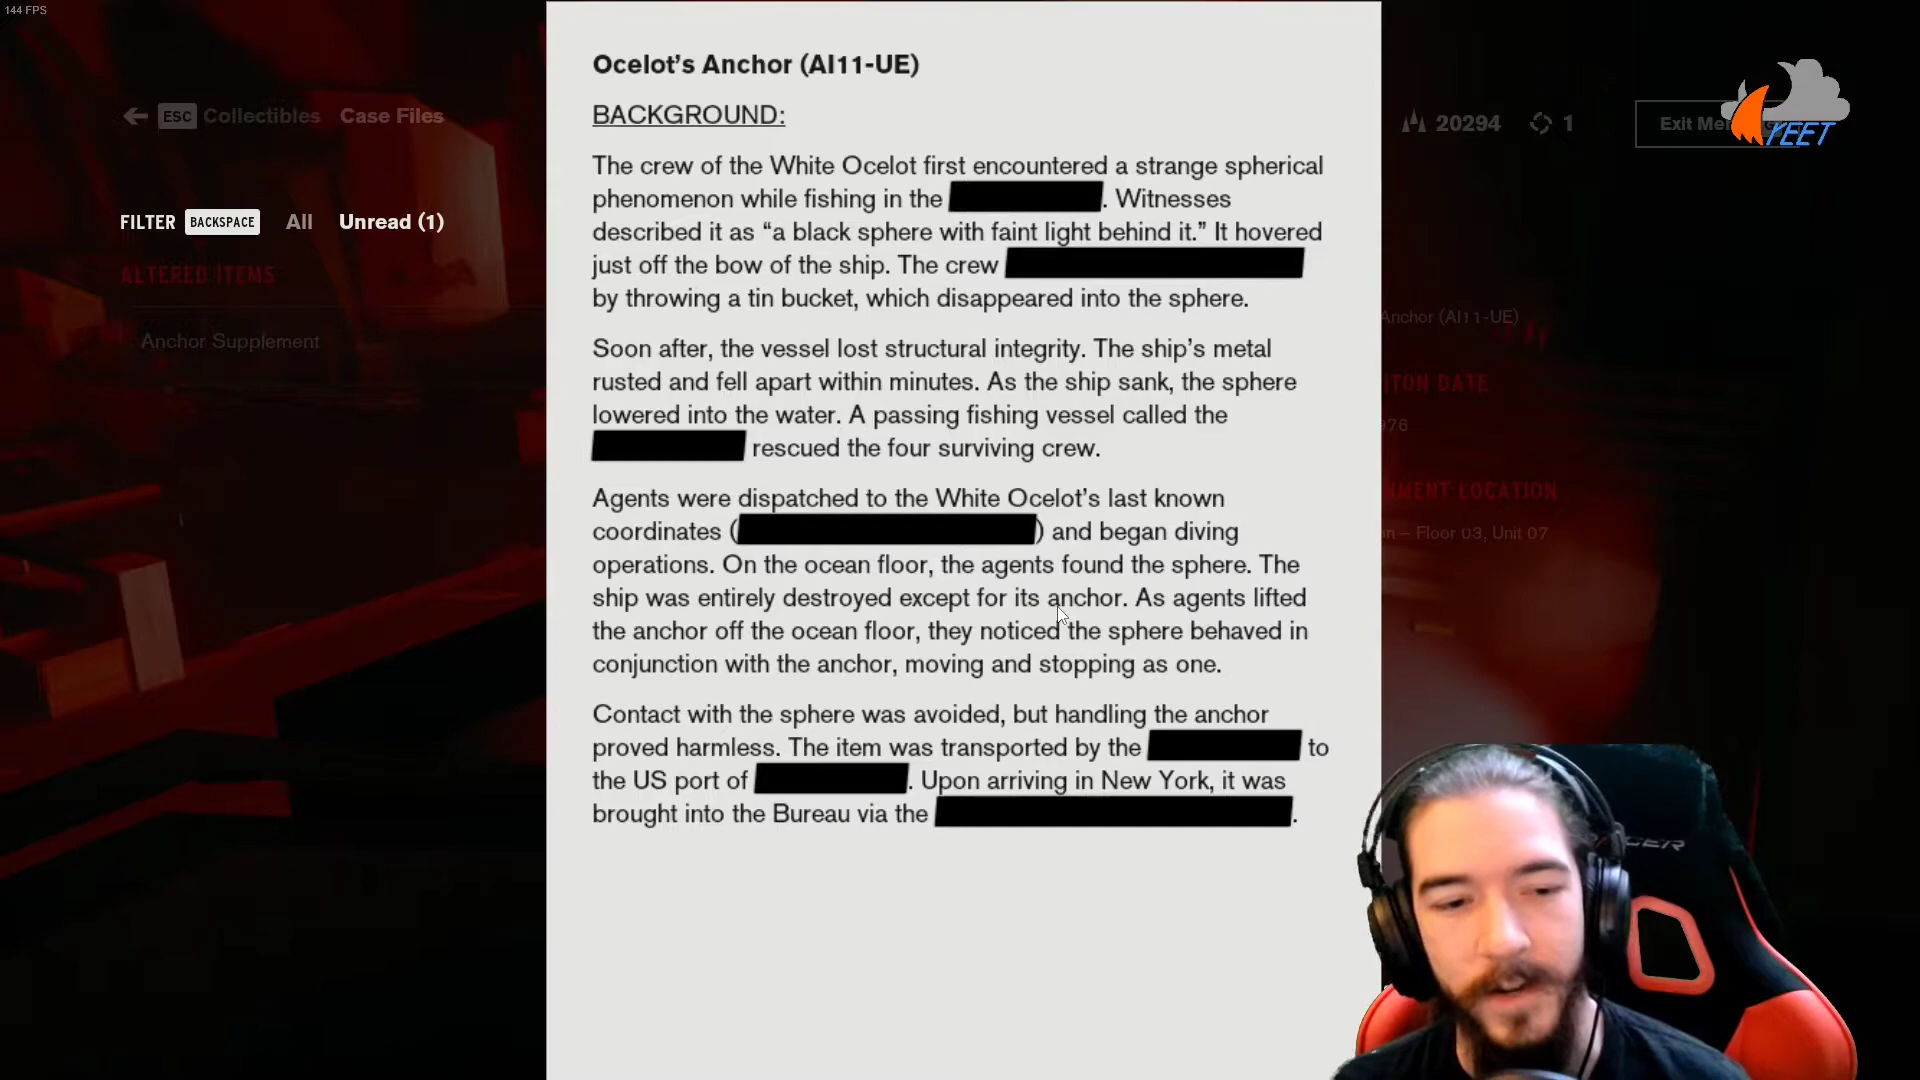 144 FPS
ESC Collectibles Case Files
20294 1
Exit
YEET
FILTER BACKSPACE All Unread (1)
ALTERED ITEMS
Anchor Supplement
Ocelot's Anchor (AI11-UE)
BACKGROUND:
The crew of the White Ocelot first encountered a strange spherical
phenomenon while fishing in the . Witnesses
described it as “a black sphere with faint light behind it.” It hovered
just off the bow of the ship. The crew
by throwing a tin bucket, which disappeared into the sphere.
Soon after, the vessel lost structural integrity. The ship's metal
rusted and fell apart within minutes. As the ship sank, the sphere
lowered into the water. A passing fishing vessel called the
rescued the four surviving crew.
Agents were dispatched to the White Ocelot's last known
coordinates ( ) and began diving
operations. On the ocean floor, the agents found the sphere. The
ship was entirely destroyed except for its anchor. As agents lifted
the anchor off the ocean floor, they noticed the sphere behaved in
conjunction with the anchor, moving and stopping as one.
Contact with the sphere was avoided, but handling the anchor
proved harmless. The item was transported by the to
the US port of . Upon arriving in New York, it was
brought into the Bureau via the .
Anchor (AI11-UE)
DATE
76
LOCATION
– Floor 03, Unit 07